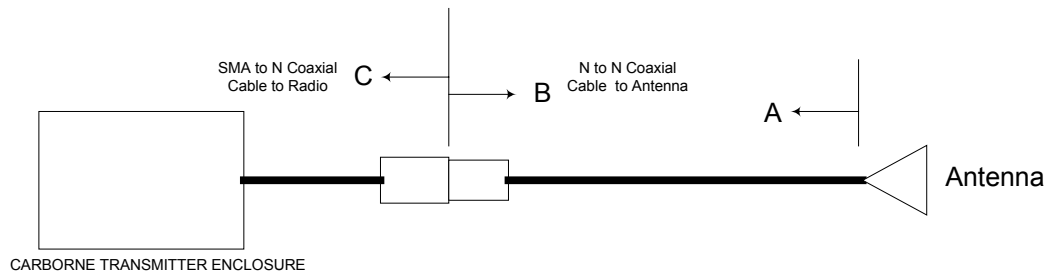 SMA to N Coaxial
Cable to Radio
C
B
N to N Coaxial
Cable to Antenna
A
Antenna
CARBORNE TRANSMITTER ENCLOSURE